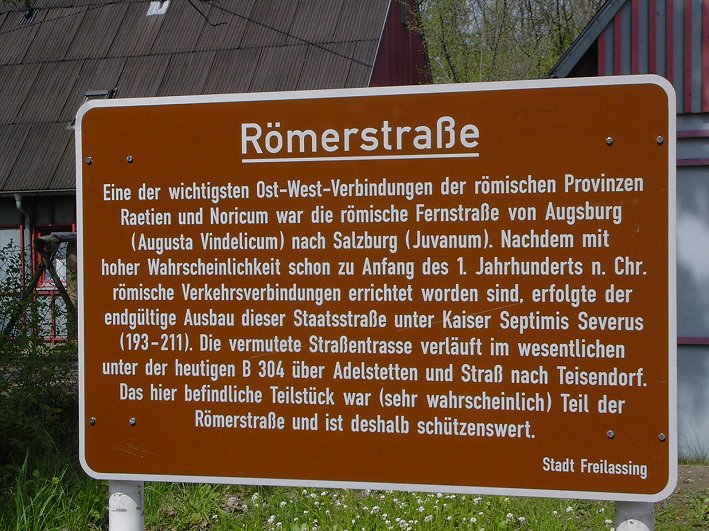 Römerstraße
Eine der wichtigsten Ost-West-Verbindungen der römischen Provinzen
Raetien und Noricum war die römische Fernstraße von Augsburg
(Augusta Vindelicum) nach Salzburg (Juvanum). Nachdem mit
hoher Wahrscheinlichkeit schon zu Anfang des 1. Jahrhunderts n. Chr.
römische Verkehrsverbindungen errichtet worden sind, erfolgte der
endgültige Ausbau dieser Staatsstraße unter Kaiser Septimis Severus
(193-211). Die vermutete Straßentrasse verläuft im wesentlichen
unter der heutigen B 304 über Adelstetten und Straß nach Teisendorf.
Das hier befindliche Teilstück war (sehr wahrscheinlich) Teil der
Römerstraße und ist deshalb schützenswert.
Stadt Freilassing